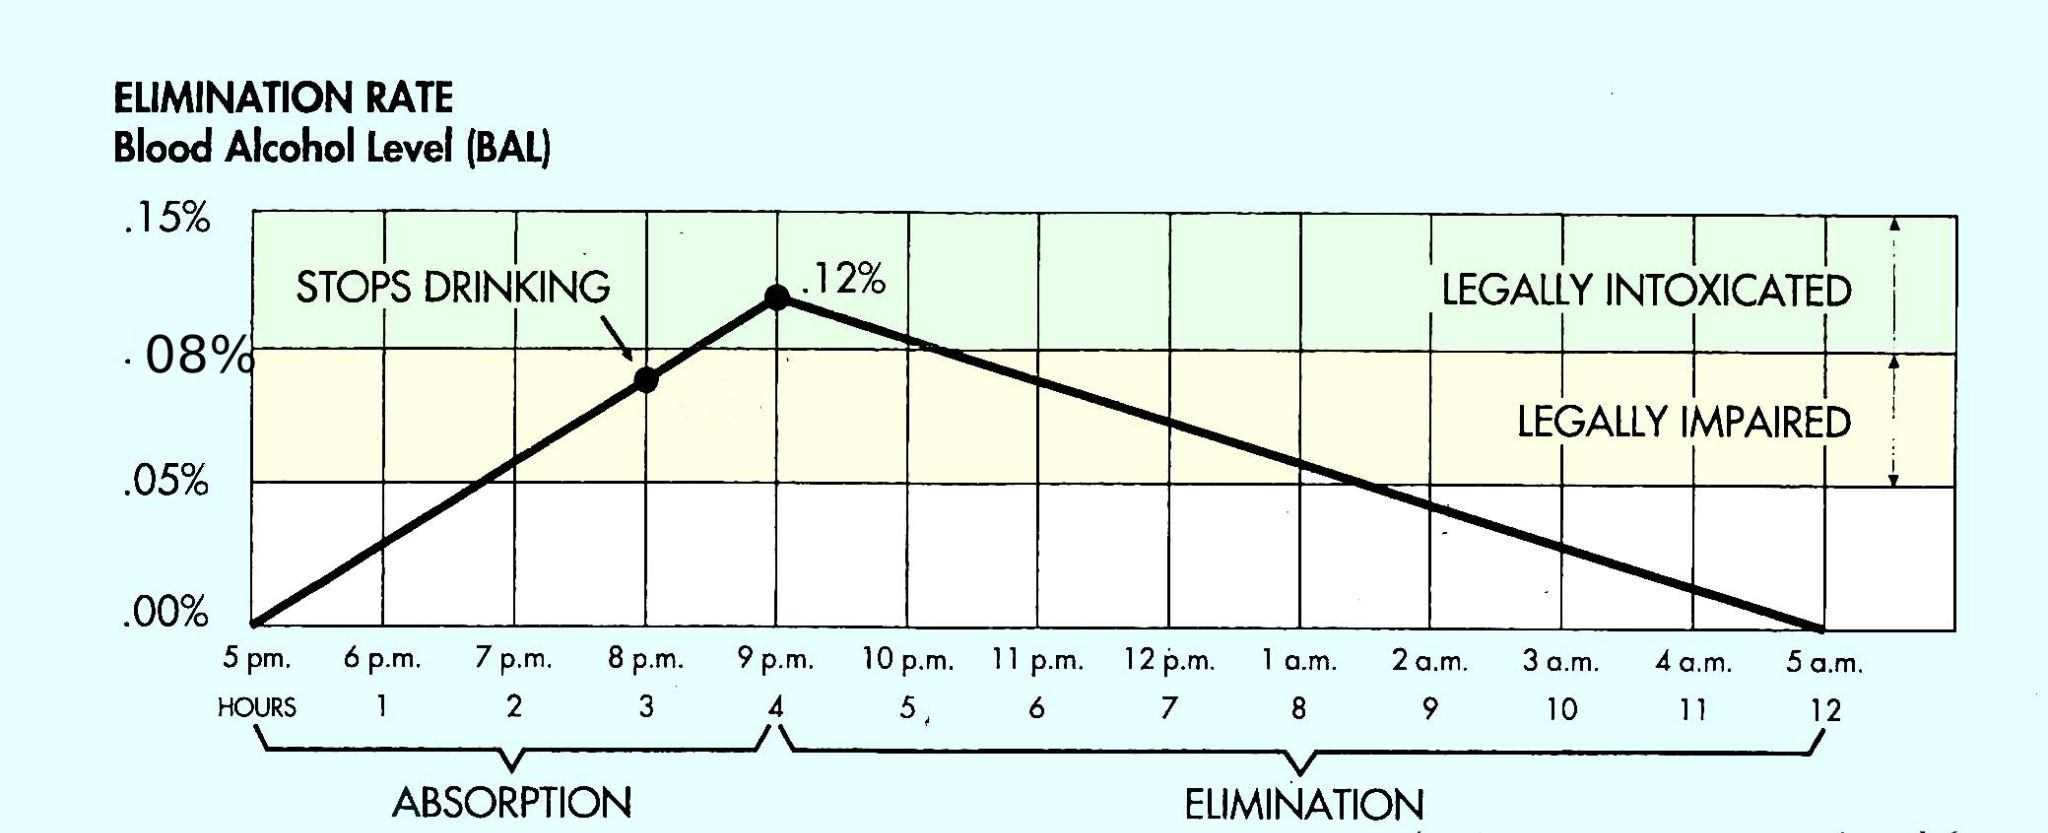 ELIMINATION RATE
Blood Alcohol Level (BAL)
.15%
STOPS DRINKING
.12%
LEGALLY INTOXICATED
.08%
LEGALLY IMPAIRED
.05%
.00%
5 pm. 6 p.m. 7 p.m. 8 p.m. 9 p.m. 10 p.m. 11 p.m. 12 p.m. 1 a.m. 2 a.m. 3 a.m. 4 a.m. 5 a.m.
HOURS 1 2 3 4 5 6 7 8 9 10 11 12
ABSORPTION ELIMINATION